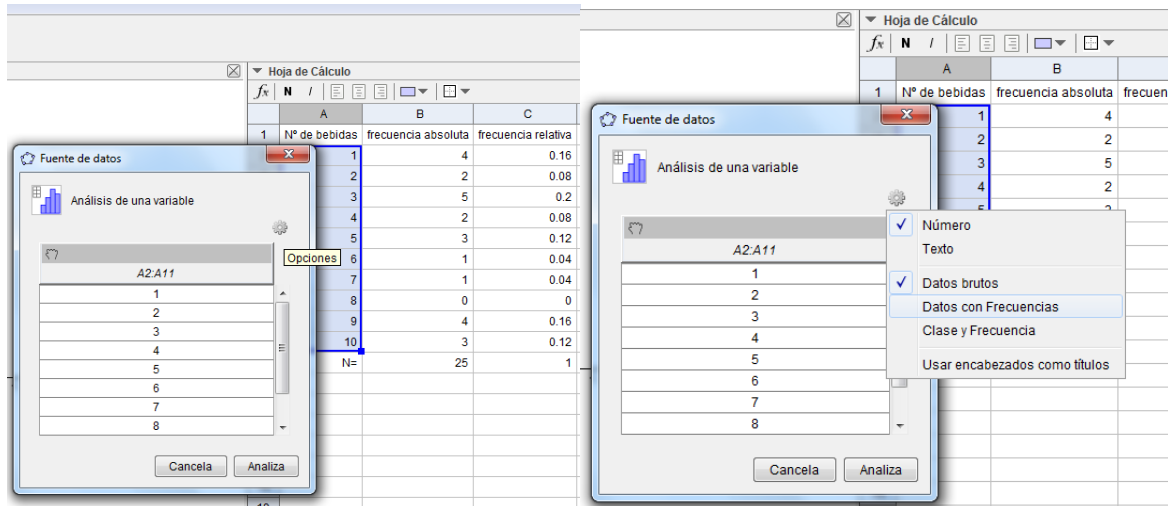 Hoja de Cálculo
fx N I
A B C
1 Nº de bebidas frecuencia absoluta frecuencia relativa
1 4 0.16
2 2 0.08
3 5 0.2
4 2 0.08
5 3 0.12
6 1 0.04
7 1 0.04
8 0 0
9 4 0.16
10 3 0.12
N= 25 1
Fuente de datos
Análisis de una variable
Opciones
A2:A11
1
2
3
4
5
6
7
8
Cancela Analiza
Hoja de Cálculo
fx N I
A B
1 Nº de bebidas frecuencia absoluta frecuen
1 4
2 2
3 5
4 2
Fuente de datos
Análisis de una variable
A2:A11
1
2
3
4
5
6
7
8
Número
Texto
Datos brutos
Datos con Frecuencias
Clase y Frecuencia
Usar encabezados como títulos
Cancela Analiza